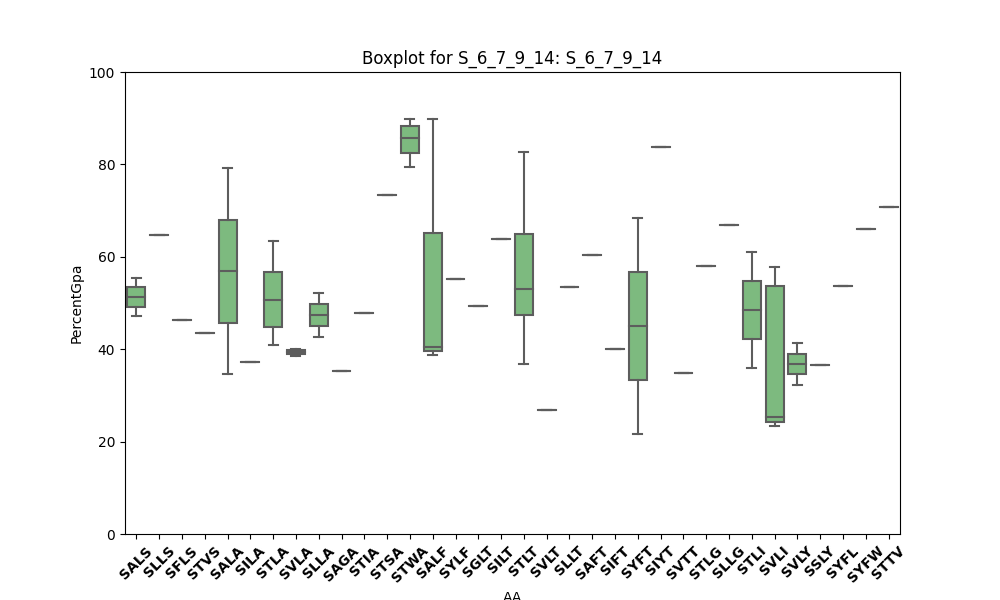 Boxplot for S_6_7_9_14: S_6_7_9_14
100
80
60
40
20
0
PercentGpa
SALS SLLS SFLS STVS SALA SILA STLA SVLA SLLA SAGA STIA STSA STWA SALF SYLF SGLT SILT STLT SVLT SLLT SAFT SIFT SYFT SIYT SVTT STLG SLLG STLI SVLI SVLY SSLY SYFL SYFW STTV
AA